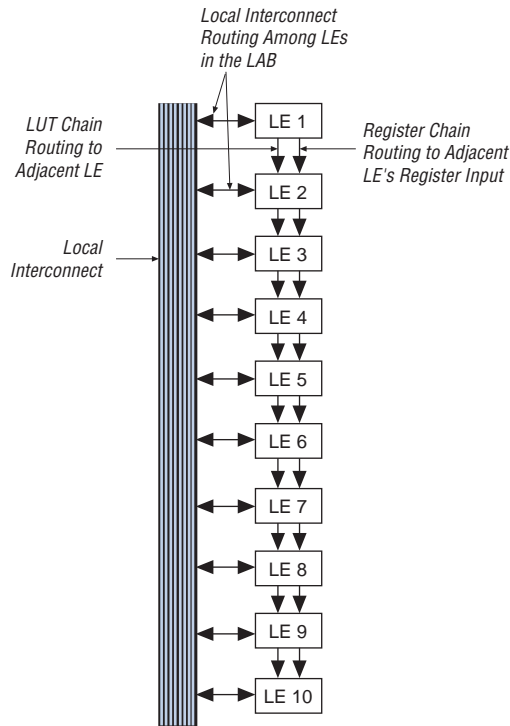 Local Interconnect
Routing Among LEs
in the LAB
LUT Chain
Routing to
Adjacent LE
Register Chain
Routing to Adjacent
LE's Register Input
Local
Interconnect
LE 1
LE 2
LE 3
LE 4
LE 5
LE 6
LE 7
LE 8
LE 9
LE 10